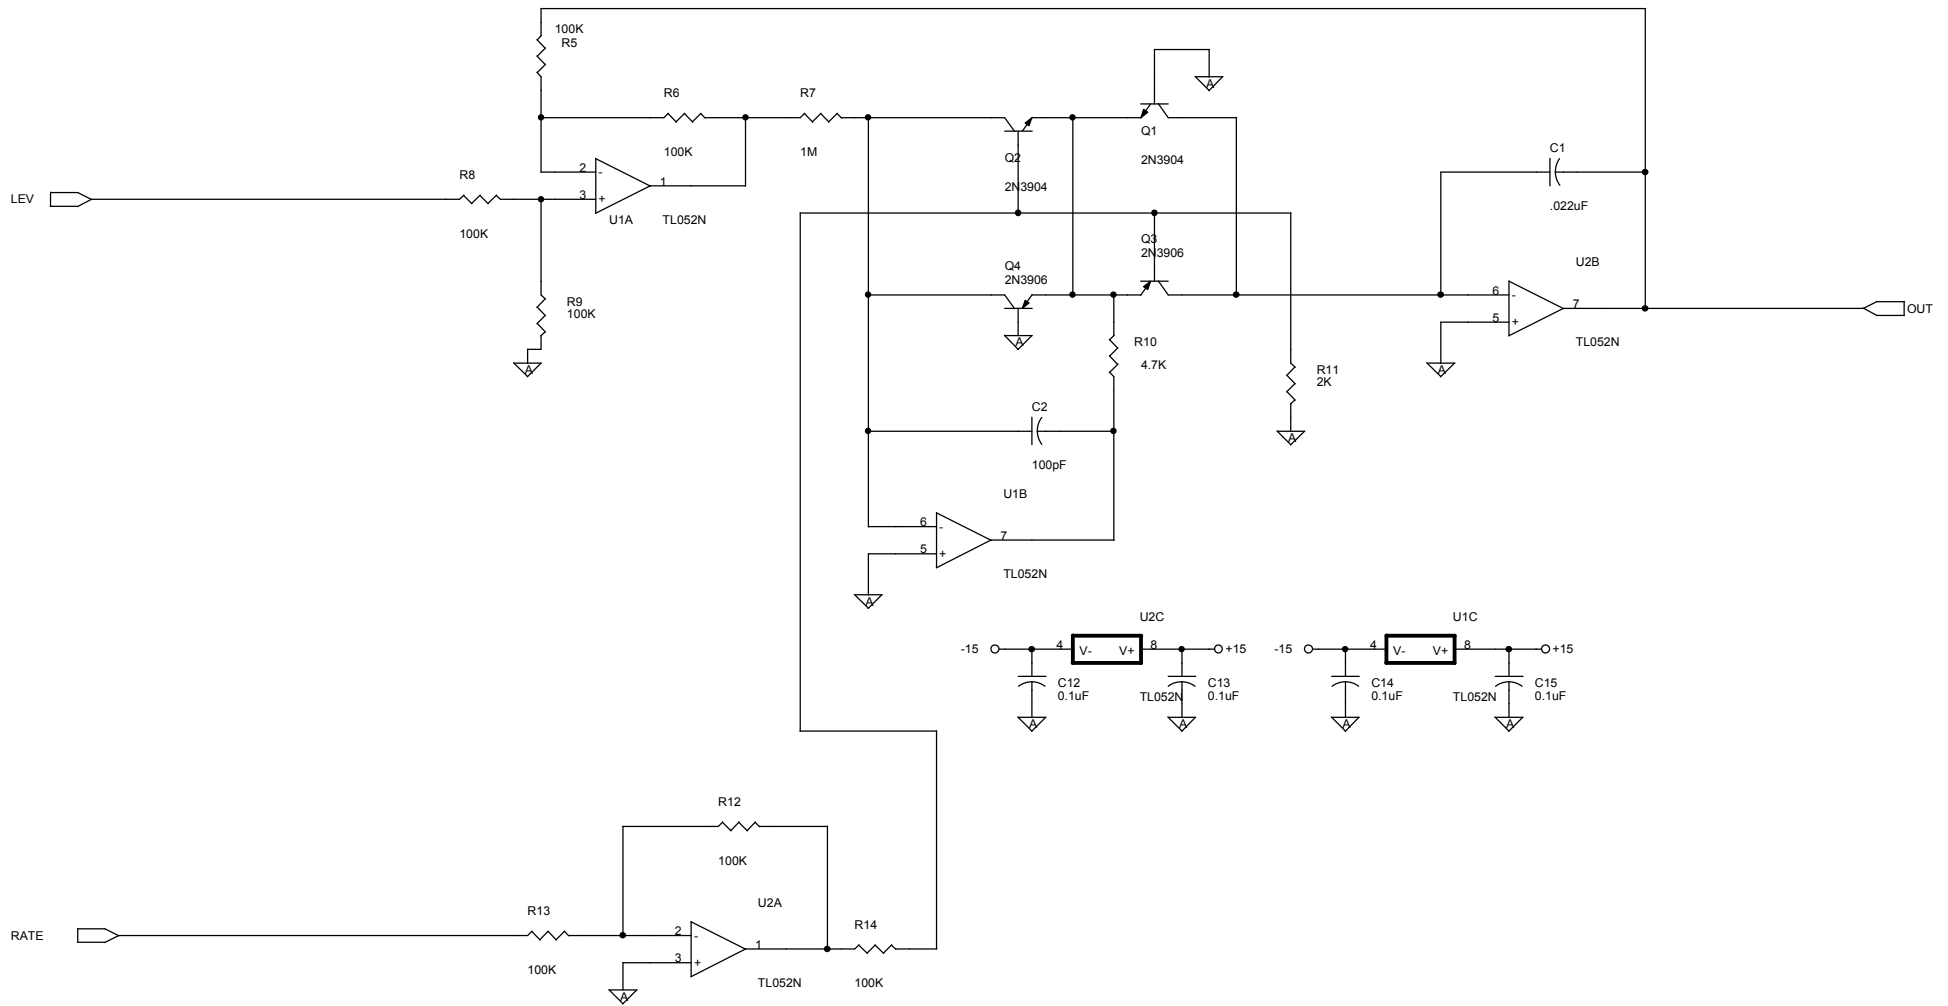 100K
R5
R6
100K
R7
1M
A
Q1
2N3904
Q2
2N3904
C1
.022uF
LEV
R8
100K
2
-
3
+
1
U1A
TL052N
Q3
2N3906
Q4
2N3906
A
U2B
6
-
5
+
7
TL052N
OUT
R9
100K
A
R10
4.7K
R11
2K
A
A
C2
100pF
U1B
6
-
5
+
7
TL052N
A
U2C
-15
4
V-
V+
8
+15
C12
0.1uF
TL052N
C13
0.1uF
A
A
U1C
-15
4
V-
V+
8
+15
C14
0.1uF
TL052N
C15
0.1uF
A
A
R12
100K
RATE
R13
100K
U2A
2
-
3
+
1
TL052N
R14
100K
A